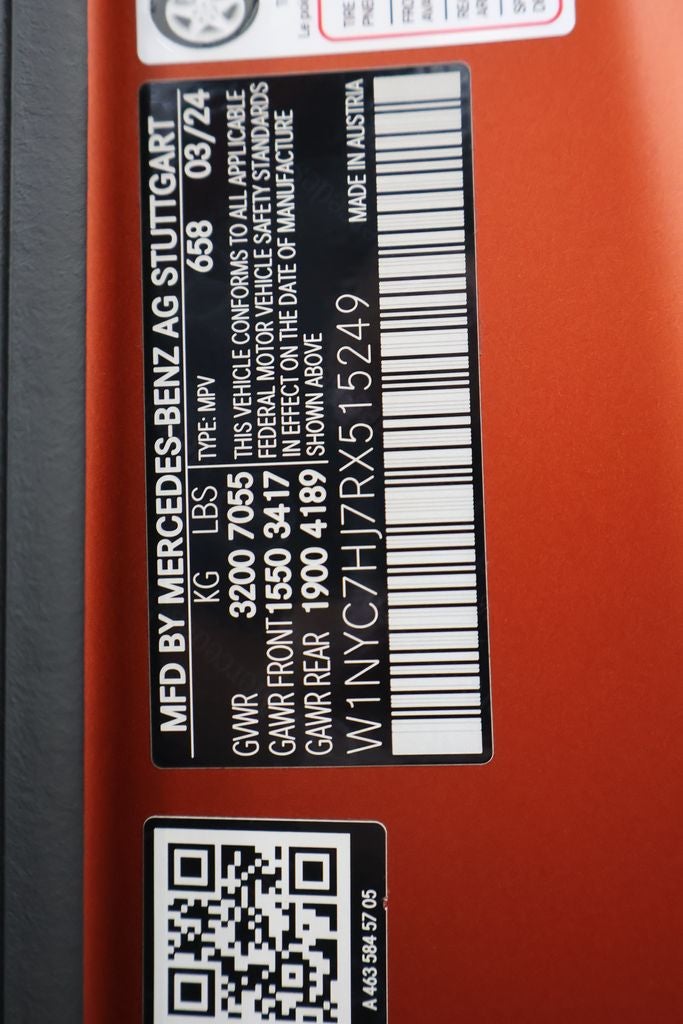 MFD BY MERCEDES-BENZ AG STUTTGART
KG LBS
TYPE: MPV 658 03/24
GVWR 3200 7055
GAWR FRONT 1550 3417
GAWR REAR 1900 4189
THIS VEHICLE CONFORMS TO ALL APPLICABLE
FEDERAL MOTOR VEHICLE SAFETY STANDARDS
IN EFFECT ON THE DATE OF MANUFACTURE
SHOWN ABOVE
W1NYC7HJ7RX515249 MADE IN AUSTRIA
A 463 584 57 05
Le
TIRE